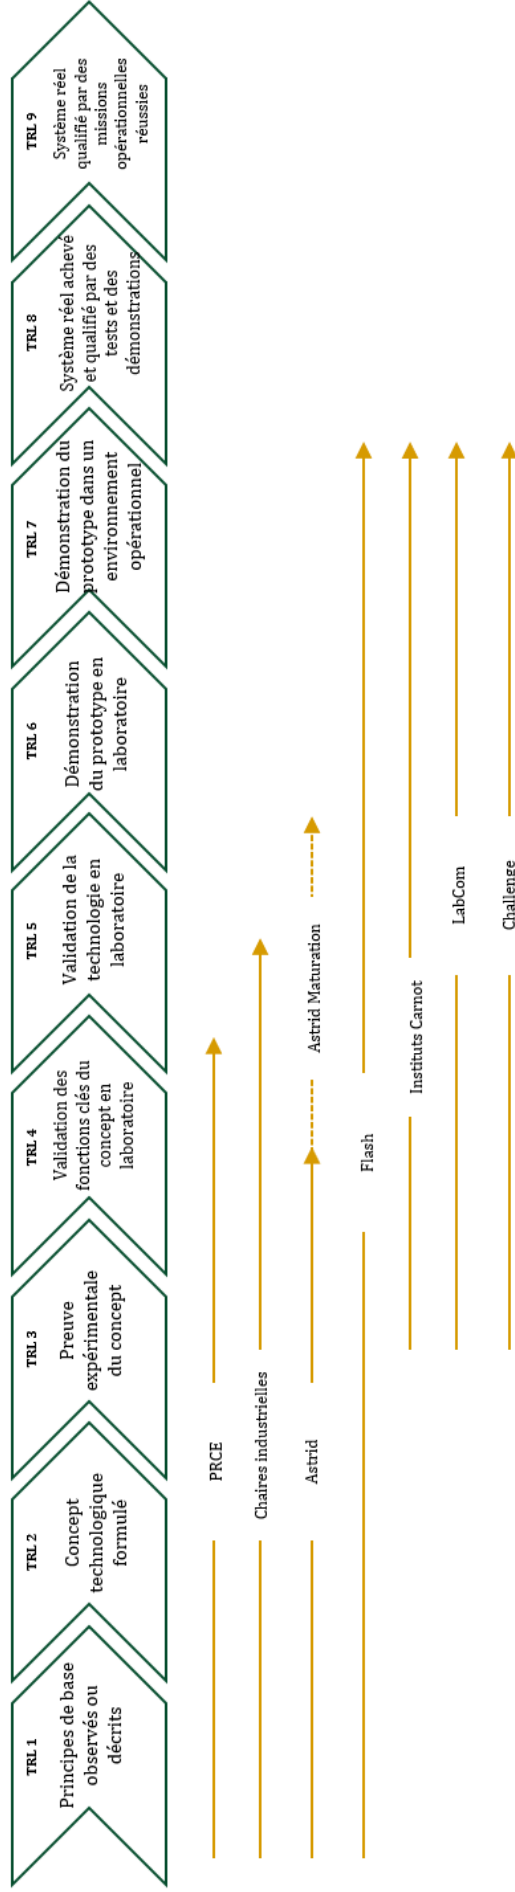 TRL 1
Principes de base
observés ou
décrits
TRL 2
Concept
technologique
formulé
TRL 3
Preuve
expérimentale
du concept
TRL 4
Validation des
fonctions clés du
concept en
laboratoire
TRL 5
Validation de la
technologie en
laboratoire
TRL 6
Démonstration
du prototype en
laboratoire
TRL 7
Démonstration du
prototype dans un
environnement
opérationnel
TRL 8
Système réel achevé
et qualifié par des
tests et des
démonstrations
TRL 9
Système réel
qualifié par des
missions
opérationnelles
réussies
PRCE
Chaires industrielles
Astrid
Astrid Maturation
Flash
Instituts Carnot
LabCom
Challenge